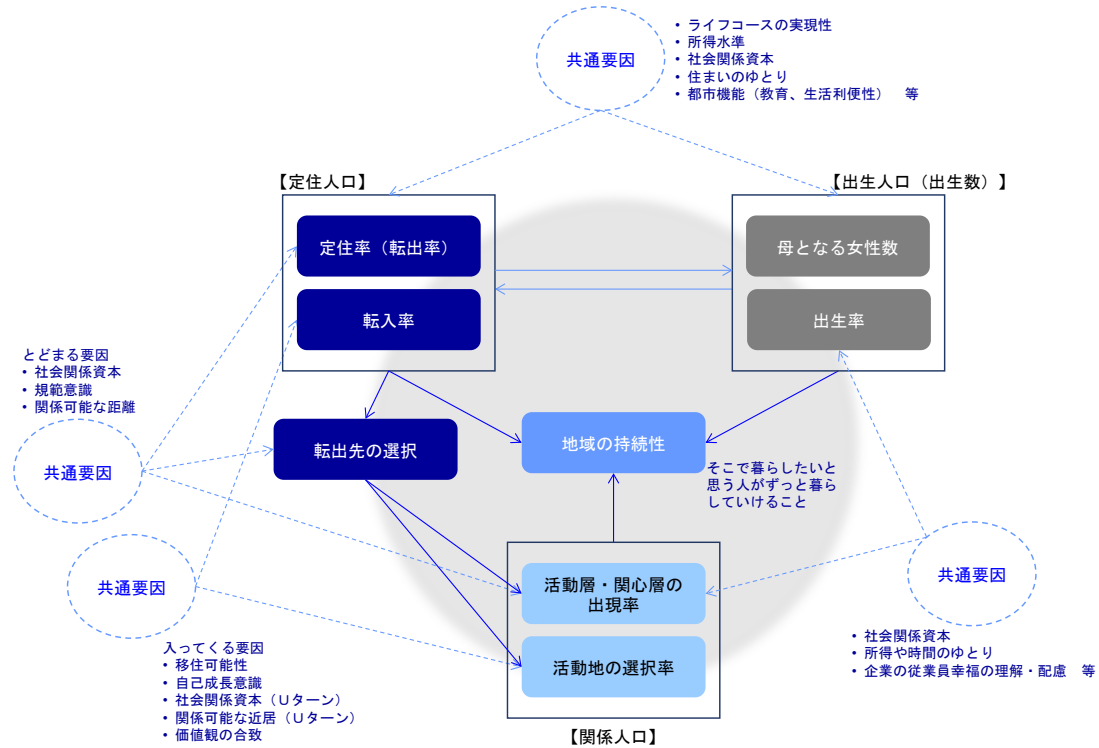 共通要因
• ライフコースの実現性
• 所得水準
• 社会関係資本
• 住まいのゆとり
• 都市機能（教育、生活利便性）　等
【定住人口】
定住率（転出率）
転入率
【出生人口（出生数）】
母となる女性数
出生率
とどまる要因
• 社会関係資本
• 規範意識
• 関係可能な距離
共通要因
転出先の選択
地域の持続性
そこで暮らしたいと
思う人がずっと暮ら
していけること
共通要因
入ってくる要因
• 移住可能性
• 自己成長意識
• 社会関係資本（Ｕターン）
• 関係可能な近居（Ｕターン）
• 価値観の合致
活動層・関心層の
出現率
活動地の選択率
【関係人口】
共通要因
• 社会関係資本
• 所得や時間のゆとり
• 企業の従業員幸福の理解・配慮　等